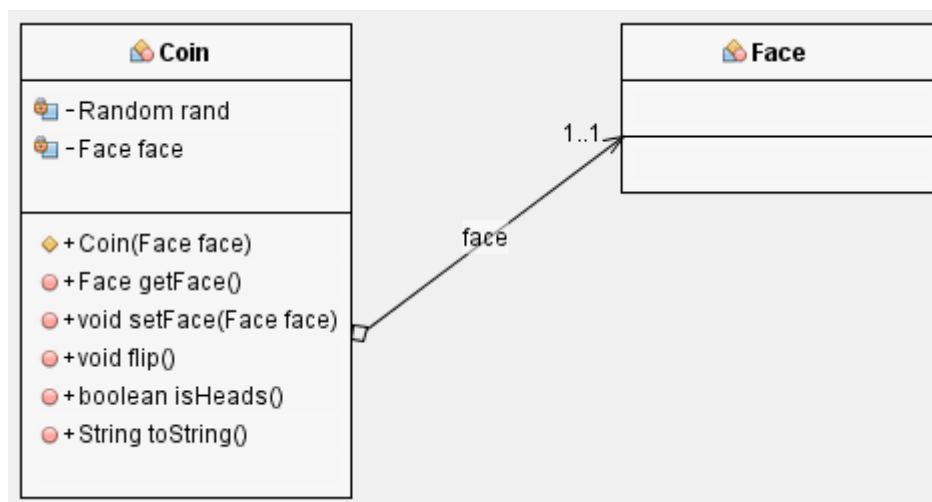 Coin
-Random rand
-Face face
+Coin(Face face)
+Face getFace()
+void setFace(Face face)
+void flip()
+boolean isHeads()
+String toString()
face
1..1
Face